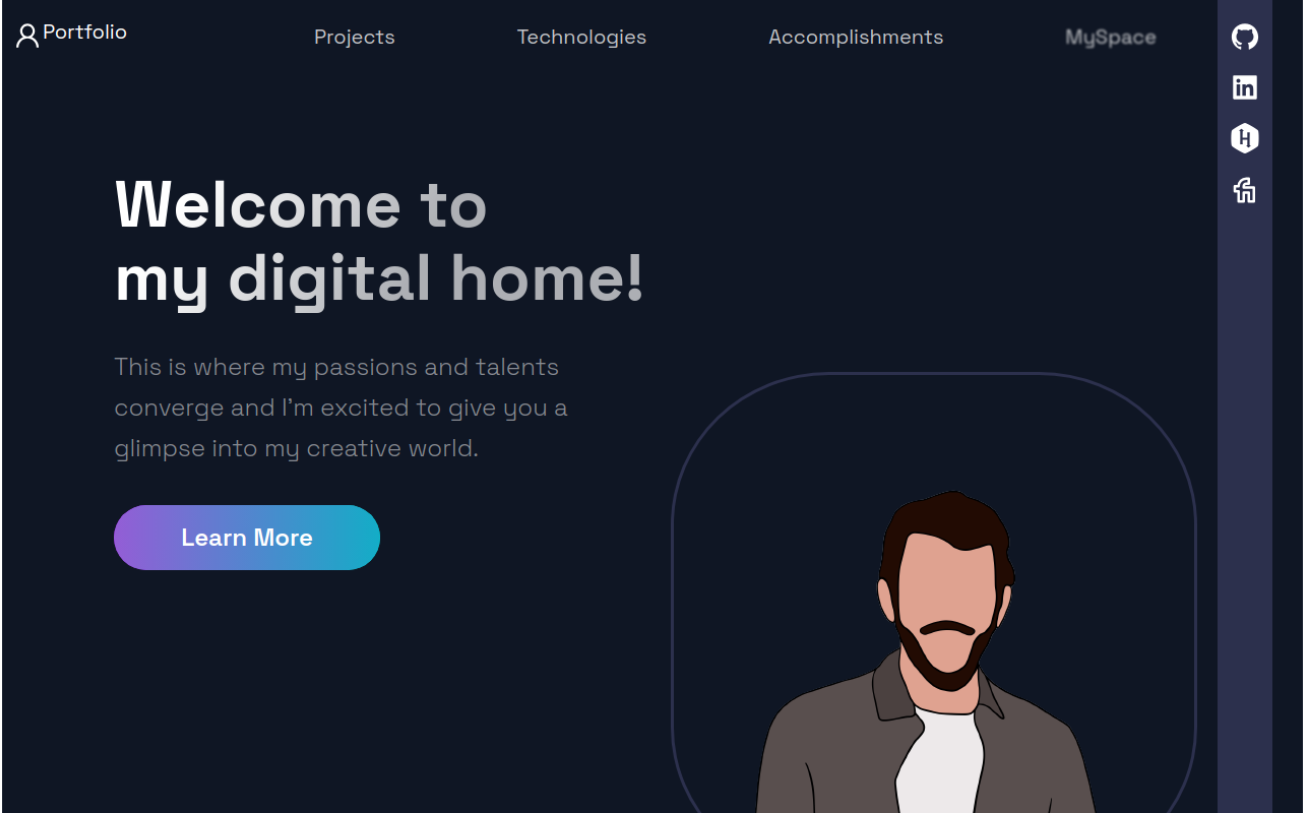 Portfolio
Projects
Technologies
Accomplishments
MySpace
Welcome to
my digital home!
This is where my passions and talents
converge and I'm excited to give you a
glimpse into my creative world.
Learn More